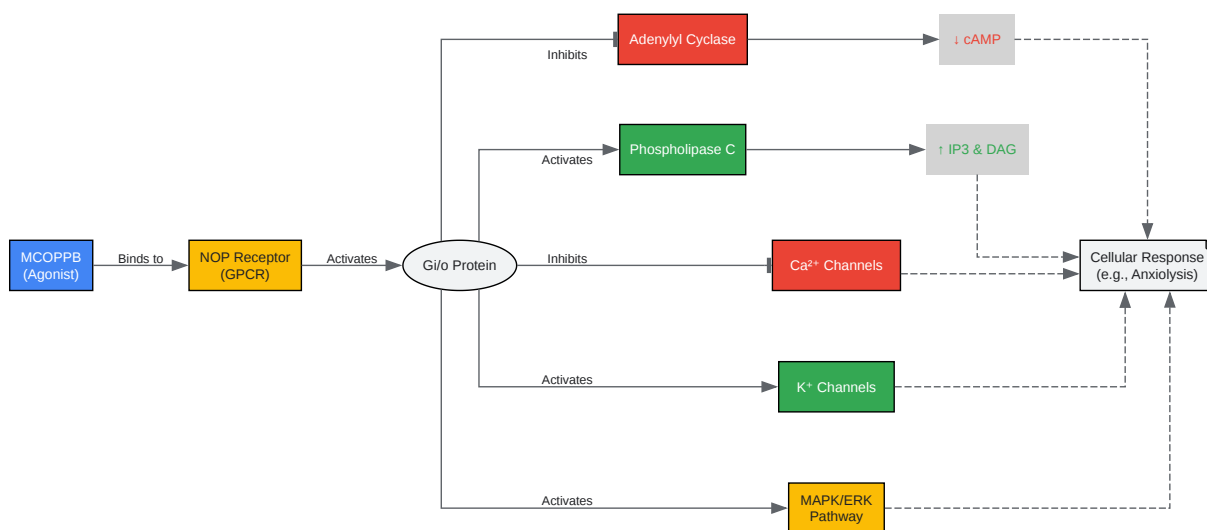 Adenylyl Cyclase
↓ cAMP
Inhibits
Phospholipase C
↑ IP3 & DAG
Activates
MCOPPB
(Agonist)
Binds to
NOP Receptor
(GPCR)
Activates
Gi/o Protein
Inhibits
Ca²⁺ Channels
Cellular Response
(e.g., Anxiolysis)
Activates
K⁺ Channels
Activates
MAPK/ERK
Pathway